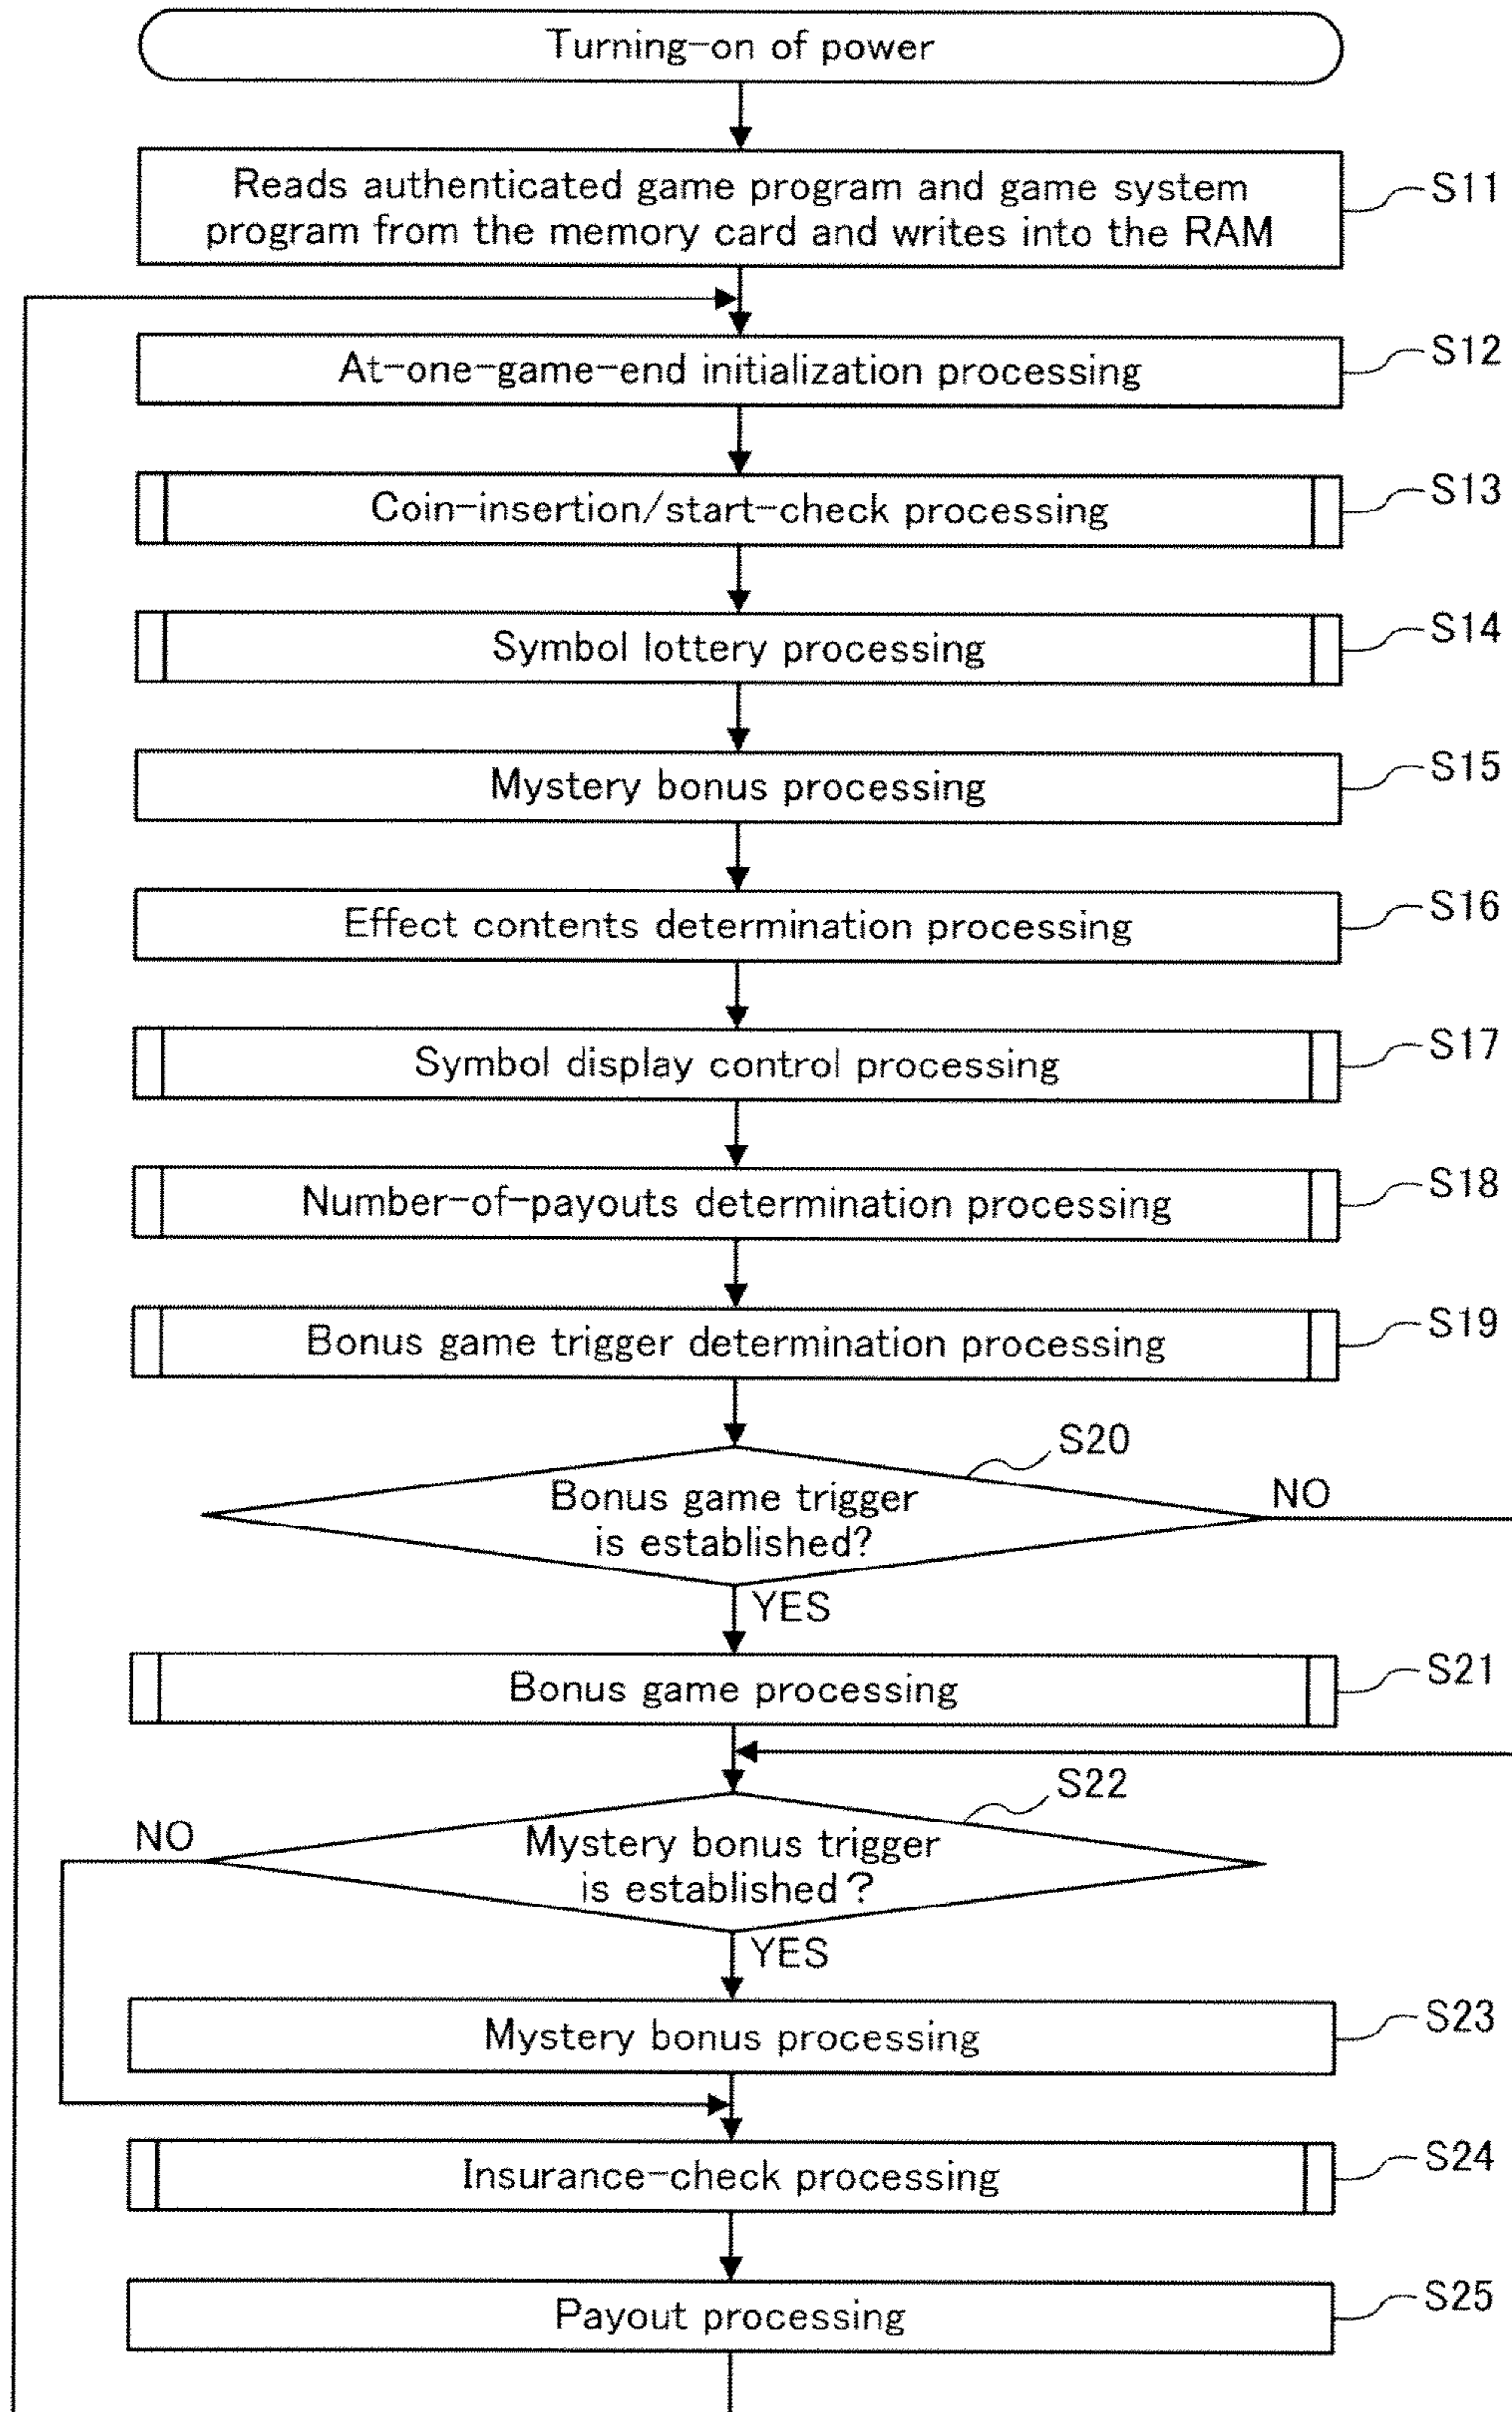 Turning-on of power
Reads authenticated game program and game system
program from the memory card and writes into the RAM
S11
At-one-game-end initialization processing
S12
Coin-insertion/start-check processing
S13
Symbol lottery processing
S14
Mystery bonus processing
S15
Effect contents determination processing
S16
Symbol display control processing
S17
Number-of-payouts determination processing
S18
Bonus game trigger determination processing
S19
S20
Bonus game trigger
is established?
NO
YES
Bonus game processing
S21
S22
NO
Mystery bonus trigger
is established?
YES
Mystery bonus processing
S23
Insurance-check processing
S24
Payout processing
S25